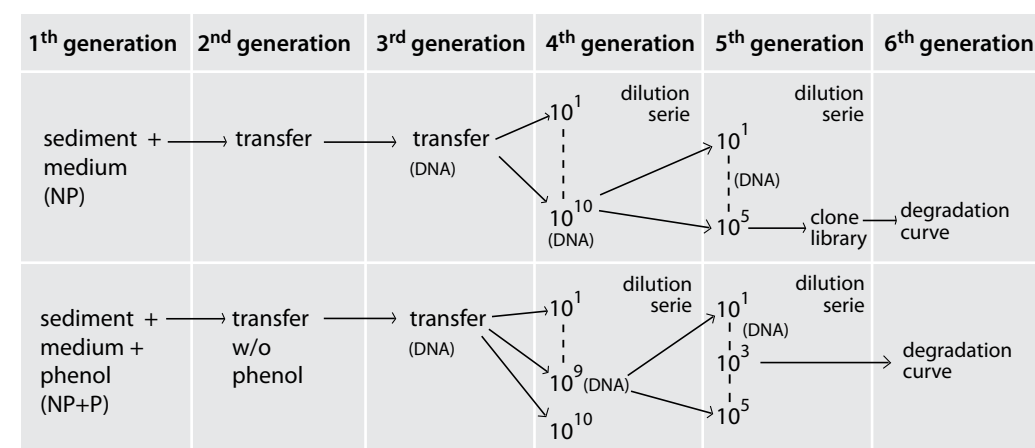 1th generation 2nd generation 3rd generation 4th generation 5th generation 6th generation
sediment +
medium
(NP)
transfer
transfer
(DNA)
10^1
dilution
serie
10^10
(DNA)
10^1
dilution
serie
(DNA)
10^5
clone
library
degradation
curve
sediment +
medium +
phenol
(NP+P)
transfer
w/o
phenol
transfer
(DNA)
10^1
dilution
serie
10^9 (DNA)
10^10
10^1
dilution
serie
(DNA)
10^3
10^5
degradation
curve